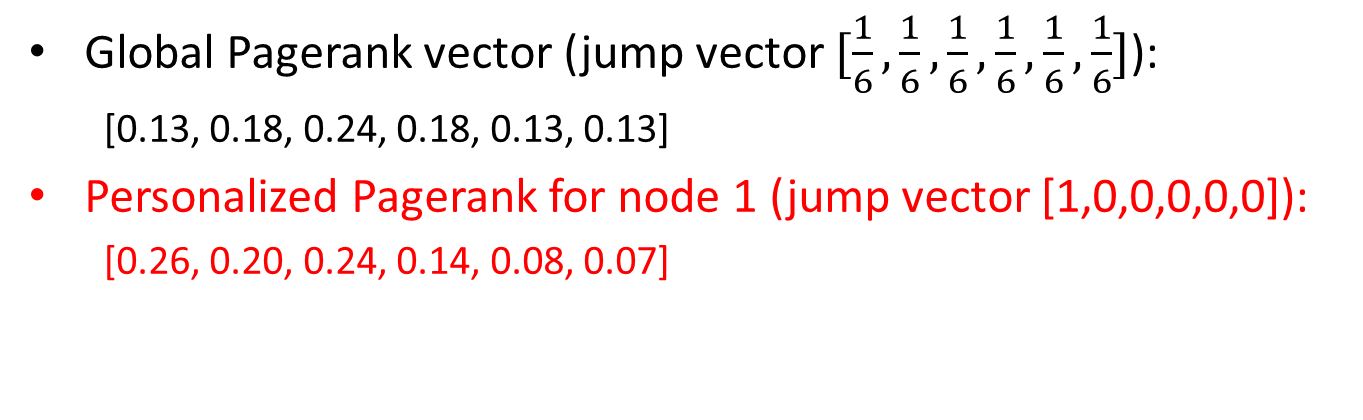 • Global Pagerank vector (jump vector [1/6, 1/6, 1/6, 1/6, 1/6, 1/6]):
[0.13, 0.18, 0.24, 0.18, 0.13, 0.13]
• Personalized Pagerank for node 1 (jump vector [1,0,0,0,0,0]):
[0.26, 0.20, 0.24, 0.14, 0.08, 0.07]